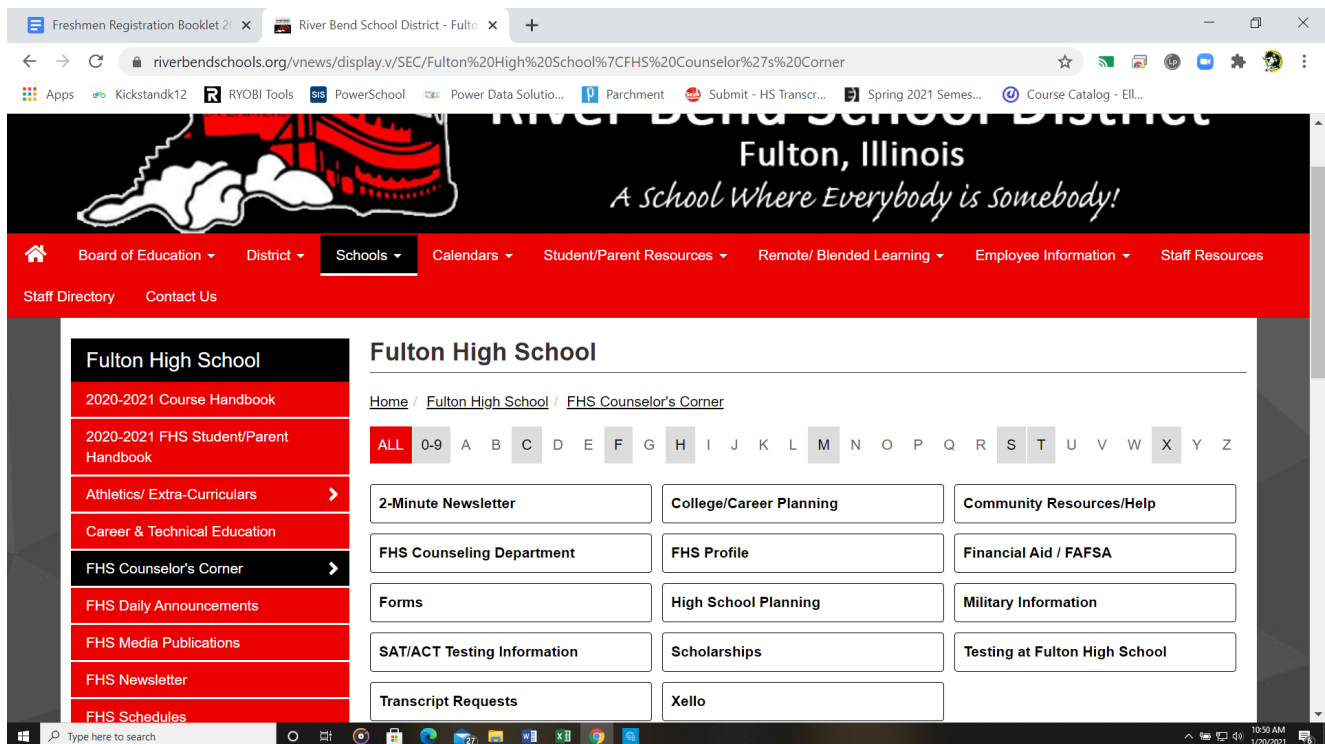 Freshmen Registration Booklet 2
River Bend School District - Fulto
riverbendschools.org/vnews/display.v/SEC/Fulton%20High%20School%7CFHS%20Counselor%27s%20Corner
Apps Kickstandk12 RYOBI Tools SIS PowerSchool Power Data Solutio... Parchment Submit - HS Transcr... Spring 2021 Semes... Course Catalog - Ell...
River Bend School District
Fulton, Illinois
A School Where Everybody is Somebody!
Board of Education District Schools Calendars Student/Parent Resources Remote/ Blended Learning Employee Information Staff Resources
Staff Directory Contact Us
Fulton High School
2020-2021 Course Handbook
2020-2021 FHS Student/Parent
Handbook
Athletics/ Extra-Curriculars
Career & Technical Education
FHS Counselor's Corner
FHS Daily Announcements
FHS Media Publications
FHS Newsletter
FHS Schedules
Fulton High School
Home / Fulton High School / FHS Counselor's Corner
ALL 0-9 A B C D E F G H I J K L M N O P Q R S T U V W X Y Z
2-Minute Newsletter College/Career Planning Community Resources/Help
FHS Counseling Department FHS Profile Financial Aid / FAFSA
Forms High School Planning Military Information
SAT/ACT Testing Information Scholarships Testing at Fulton High School
Transcript Requests Xello
Type here to search
27
10:50 AM
1/20/2021